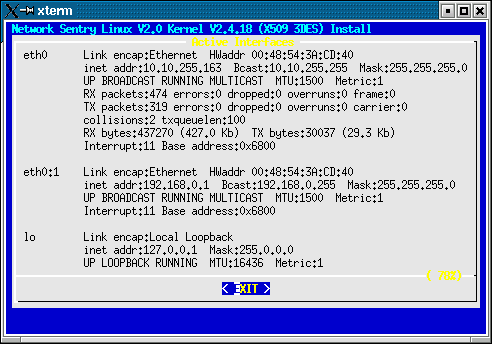 xterm
Network Sentry Linux V2.0 Kernel V2.4.18 (X509 3DES) Install
Active Interfaces
eth0 Link encap:Ethernet HWaddr 00:48:54:3A:CD:40
inet addr:10.10.255.163 Bcast:10.10.255.255 Mask:255.255.255.0
UP BROADCAST RUNNING MULTICAST MTU:1500 Metric:1
RX packets:474 errors:0 dropped:0 overruns:0 frame:0
TX packets:319 errors:0 dropped:0 overruns:0 carrier:0
collisions:2 txqueuelen:100
RX bytes:437270 (427.0 Kb) TX bytes:30037 (29.3 Kb)
Interrupt:11 Base address:0x6800
eth0:1 Link encap:Ethernet HWaddr 00:48:54:3A:CD:40
inet addr:192.168.0.1 Bcast:192.168.0.255 Mask:255.255.255.0
UP BROADCAST RUNNING MULTICAST MTU:1500 Metric:1
Interrupt:11 Base address:0x6800
lo Link encap:Local Loopback
inet addr:127.0.0.1 Mask:255.0.0.0
UP LOOPBACK RUNNING MTU:16436 Metric:1
< EXIT >